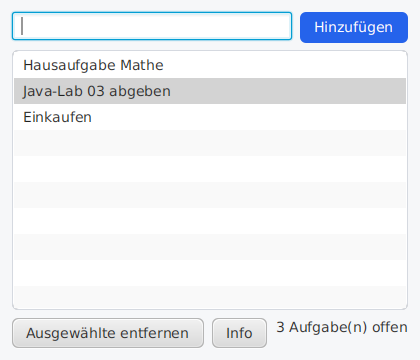 Hinzufügen
Hausaufgabe Mathe
Java-Lab 03 abgeben
Einkaufen
Ausgewählte entfernen
Info
3 Aufgabe(n) offen